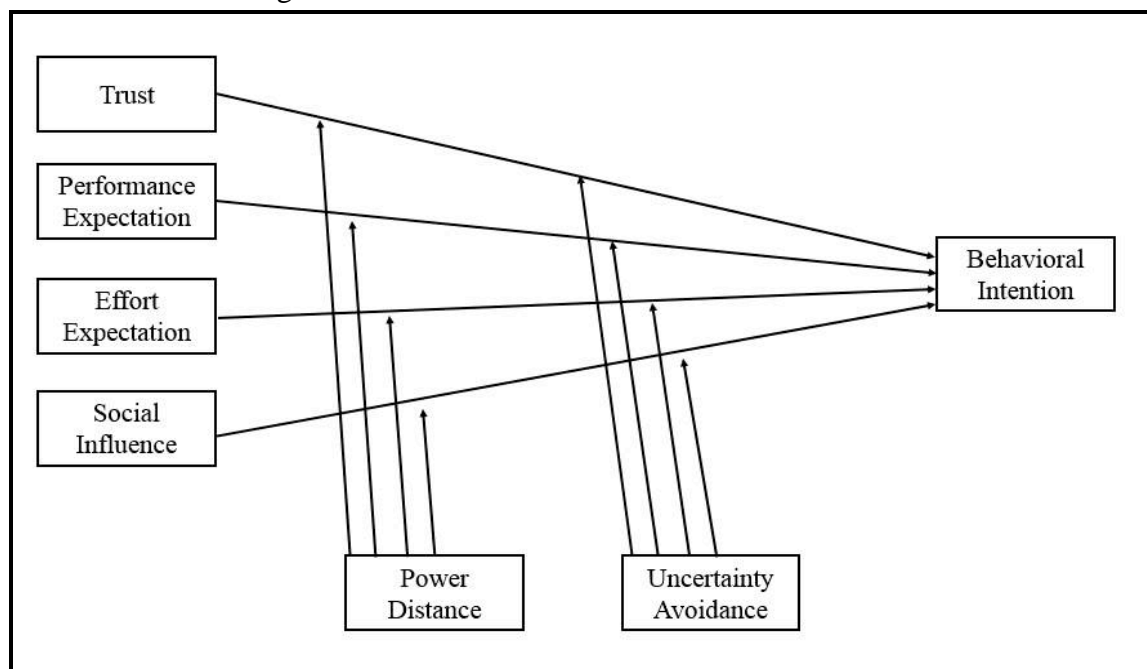 Trust
Performance
Expectation
Effort
Expectation
Social
Influence
Behavioral
Intention
Power
Distance
Uncertainty
Avoidance